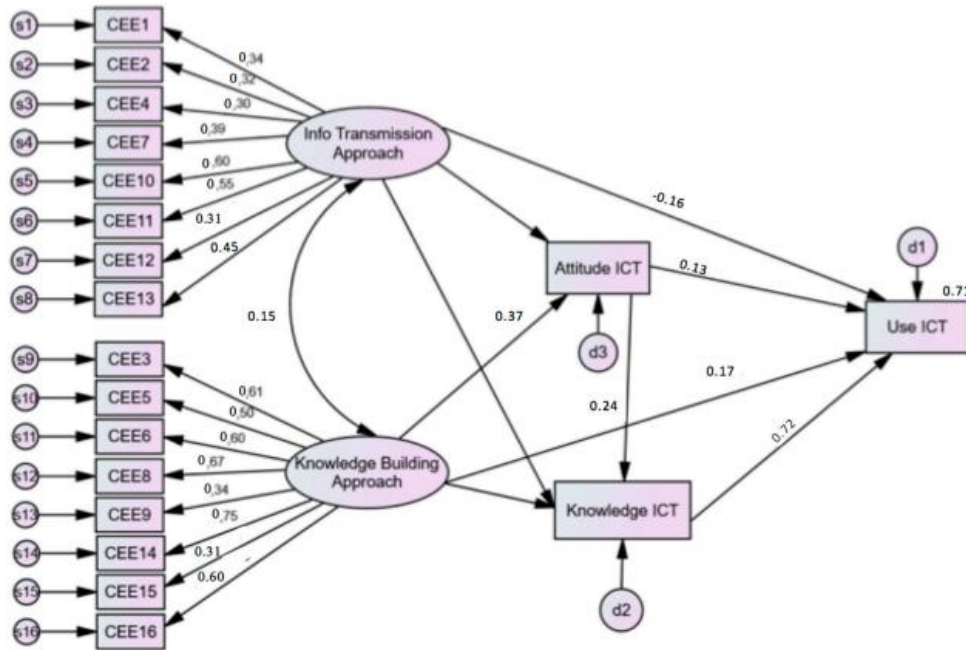 s1
CEE1
s2
CEE2
s3
CEE4
s4
CEE7
s5
CEE10
s6
CEE11
s7
CEE12
s8
CEE13
0,34
0,32
0,30
0,39
0,60
0,55
0.31
0.45
Info Transmission
Approach
-0.16
Attitude ICT
0.13
d1
0.71
Use ICT
d3
0.15
0.37
0.17
0.24
0.72
s9
CEE3
s10
CEE5
s11
CEE6
s12
CEE8
s13
CEE9
s14
CEE14
s15
CEE15
s16
CEE16
0,61
0,50
0,60
0,67
0,34
0,75
0.31
0.60
Knowledge Building
Approach
Knowledge ICT
d2